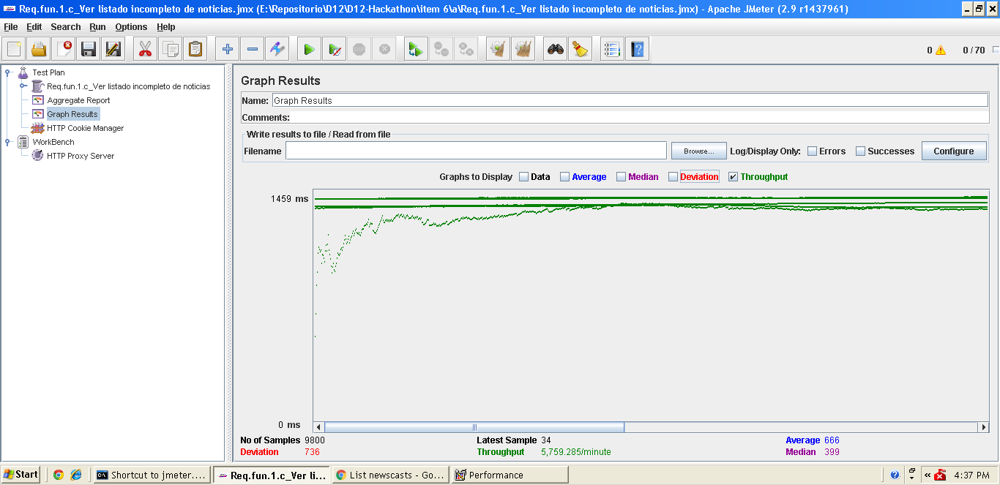 Req.fun.1.c_Ver listado incompleto de noticias.jmx (E:\Repositorio\D12\D12-Hackathon\item 6\a\Req.fun.1.c_Ver listado incompleto de noticias.jmx) - Apache JMeter (2.9 r1437961)
File Edit Search Run Options Help
0 0 / 70
Test Plan
Req.fun.1.c_Ver listado incompleto de noticias
Aggregate Report
Graph Results
HTTP Cookie Manager
WorkBench
HTTP Proxy Server
Graph Results
Name: Graph Results
Comments:
Write results to file / Read from file
Filename Browse... Log/Display Only: Errors Successes Configure
Graphs to Display Data Average Median Deviation Throughput
1459 ms
0 ms
No of Samples 9800 Latest Sample 34 Average 666
Deviation 736 Throughput 5,759.285/minute Median 399
Start Shortcut to jmeter.... Req.fun.1.c_Ver li... List newscasts - Go... Performance 4:37 PM